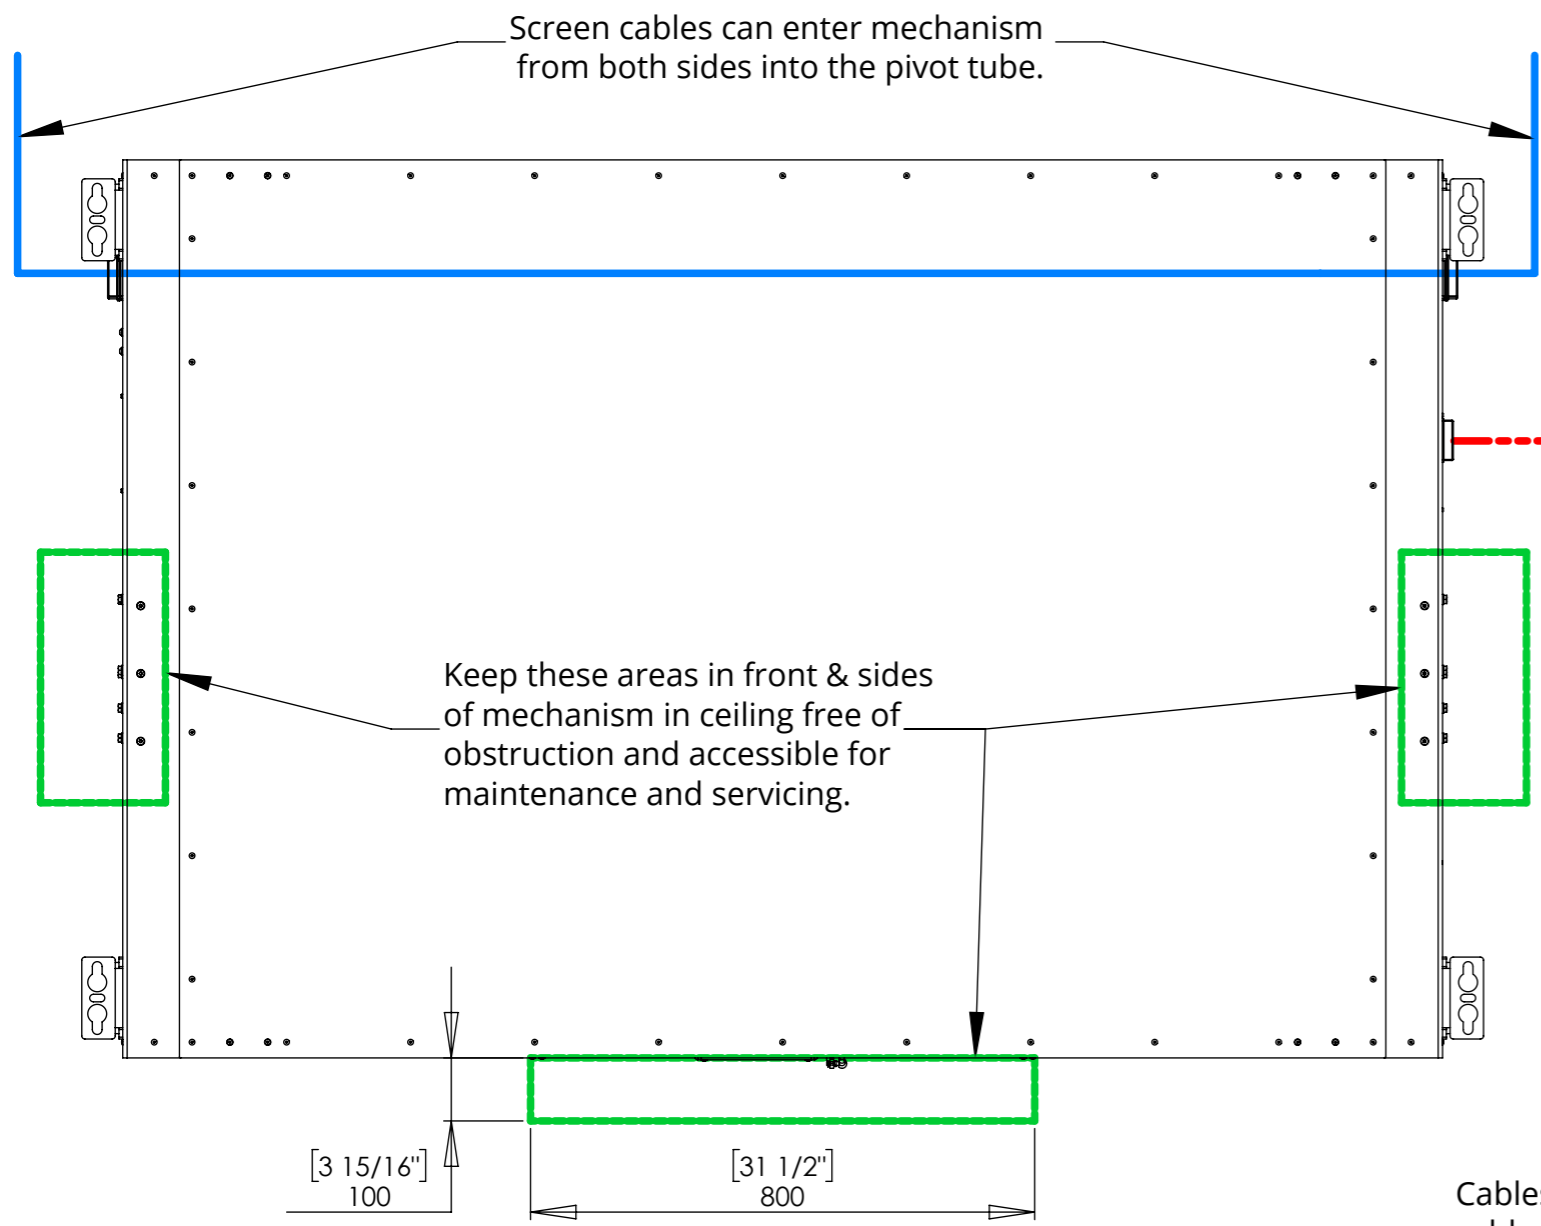 Screen cables can enter mechanism
from both sides into the pivot tube.
Keep these areas in front & sides
of mechanism in ceiling free of
obstruction and accessible for
maintenance and servicing.
[3 15/16"]
100
[31 1/2"]
800